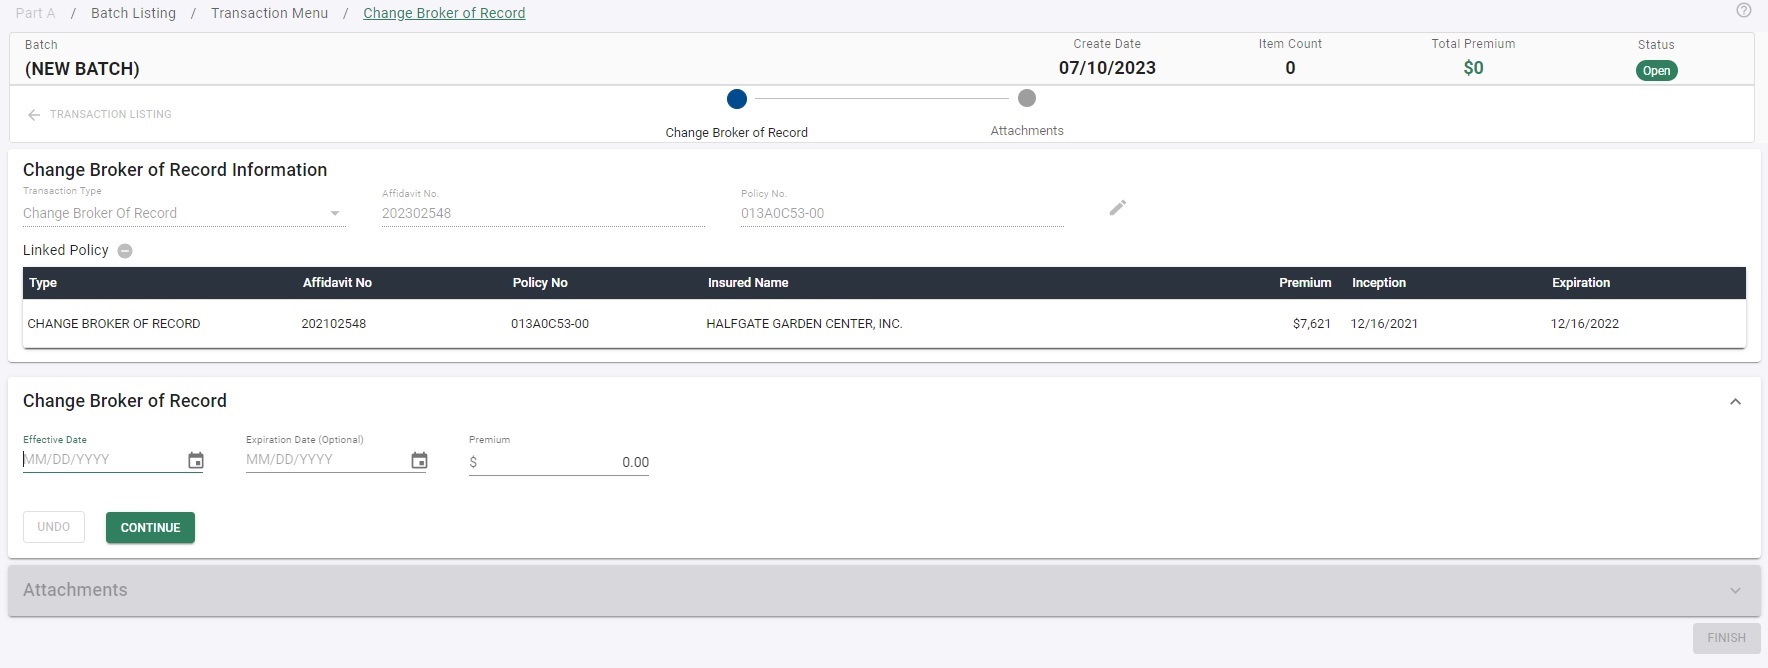 Part A / Batch Listing / Transaction Menu / Change Broker of Record
Batch
(NEW BATCH)
Create Date
07/10/2023
Item Count
0
Total Premium
$0
Status
Open
TRANSACTION LISTING
Change Broker of Record
Attachments
Change Broker of Record Information
Transaction Type
Change Broker Of Record
Affidavit No.
202302548
Policy No.
013A0C53-00
Linked Policy
Type Affidavit No Policy No Insured Name Premium Inception Expiration
CHANGE BROKER OF RECORD 202102548 013A0C53-00 HALFGATE GARDEN CENTER, INC. $7,621 12/16/2021 12/16/2022
Change Broker of Record
Effective Date
MM/DD/YYYY
Expiration Date (Optional)
MM/DD/YYYY
Premium
$ 0.00
UNDO CONTINUE
Attachments
FINISH